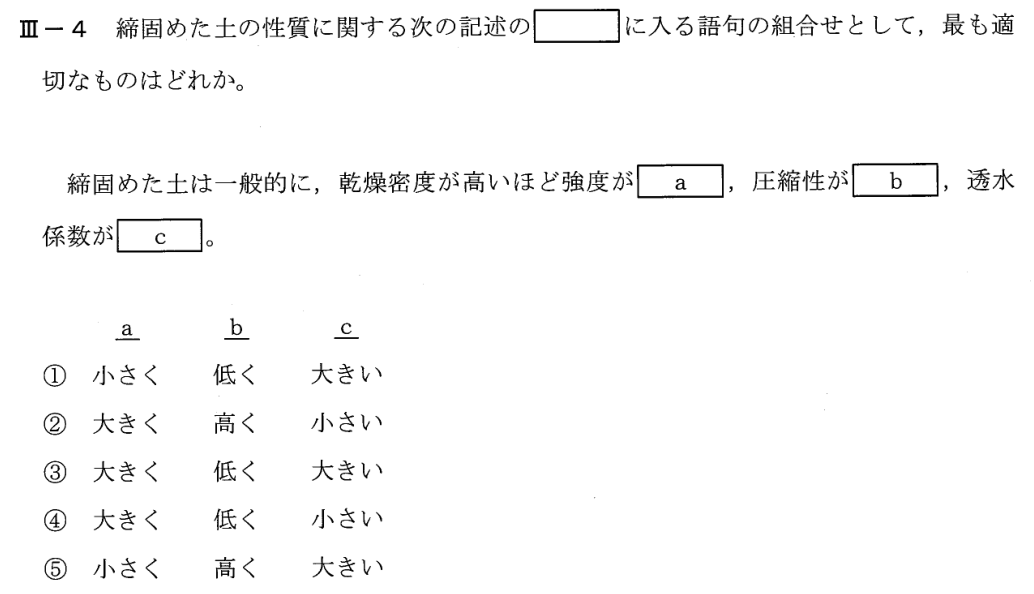 Ⅲ－４　締固めた土の性質に関する次の記述の　　　に入る語句の組合せとして，最も適
切なものはどれか。
締固めた土は一般的に，乾燥密度が高いほど強度が a ，圧縮性が b ，透水
係数が c 。
a　b　c
① 小さく　低く　大きい
② 大きく　高く　小さい
③ 大きく　低く　大きい
④ 大きく　低く　小さい
⑤ 小さく　高く　大きい